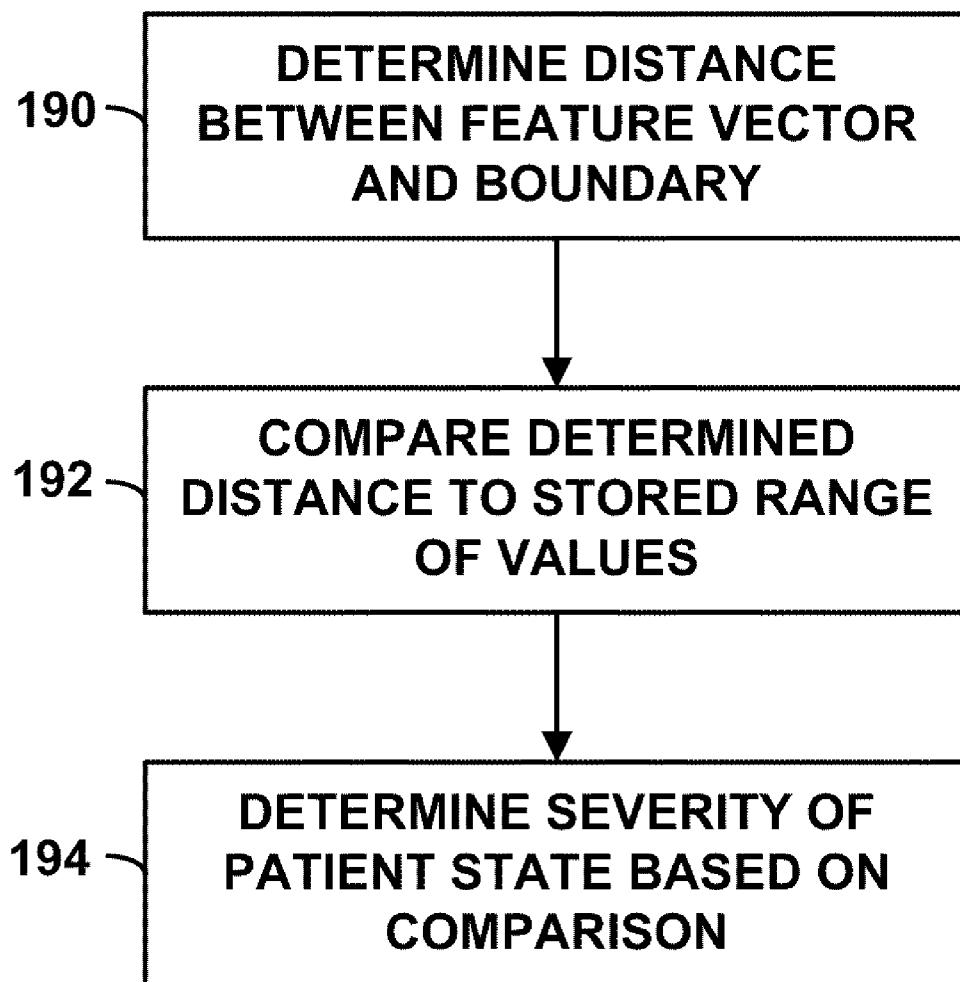 190
DETERMINE DISTANCE
BETWEEN FEATURE VECTOR
AND BOUNDARY
192
COMPARE DETERMINED
DISTANCE TO STORED RANGE
OF VALUES
194
DETERMINE SEVERITY OF
PATIENT STATE BASED ON
COMPARISON